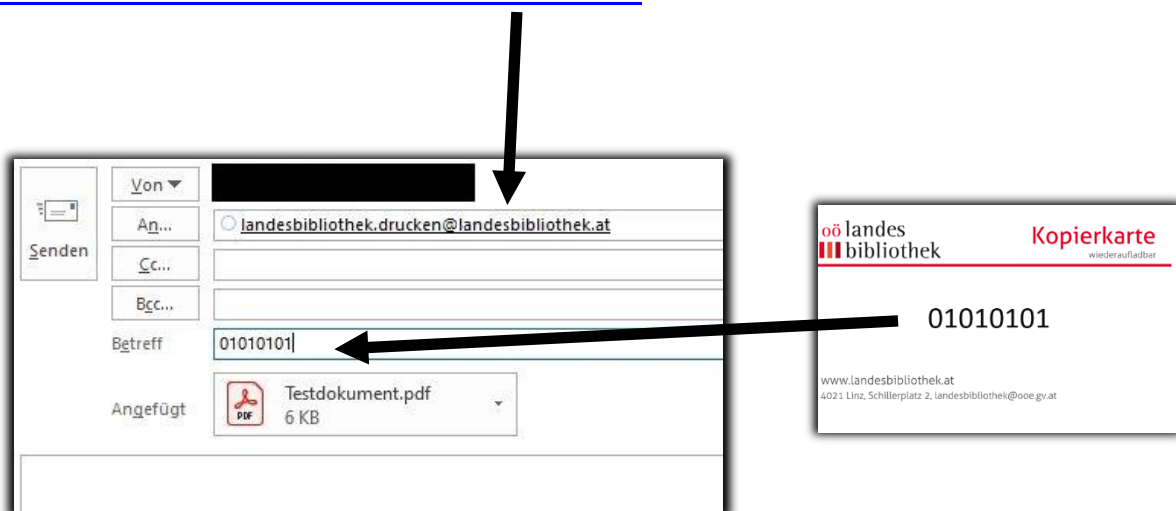 Von
An...
landesbibliothek.drucken@landesbibliothek.at
Senden
Cc...
Bcc...
Betreff
01010101
Angefügt
Testdokument.pdf
6 KB
PDF
oö landes
bibliothek
Kopierkarte
wiederaufladbar
01010101
www.landesbibliothek.at
4021 Linz, Schillerplatz 2, landesbibliothek@ooe.gv.at